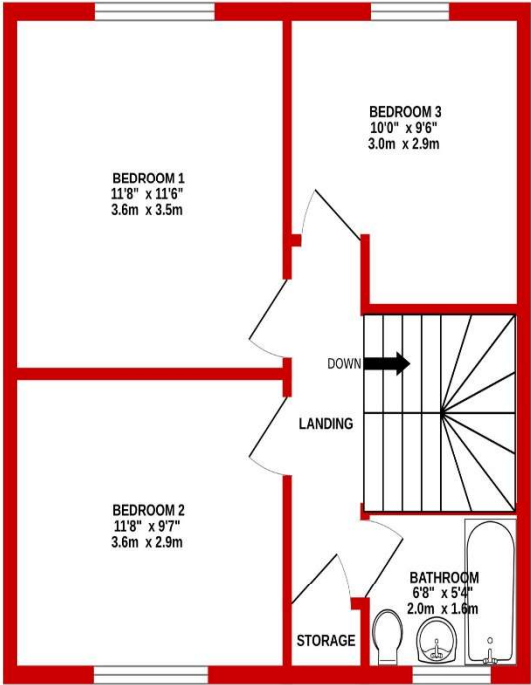 BEDROOM 3
10'0" x 9'6"
3.0m x 2.9m
BEDROOM 1
11'8" x 11'6"
3.6m x 3.5m
DOWN
LANDING
BEDROOM 2
11'8" x 9'7"
3.6m x 2.9m
BATHROOM
6'8" x 5'4"
2.0m x 1.6m
STORAGE